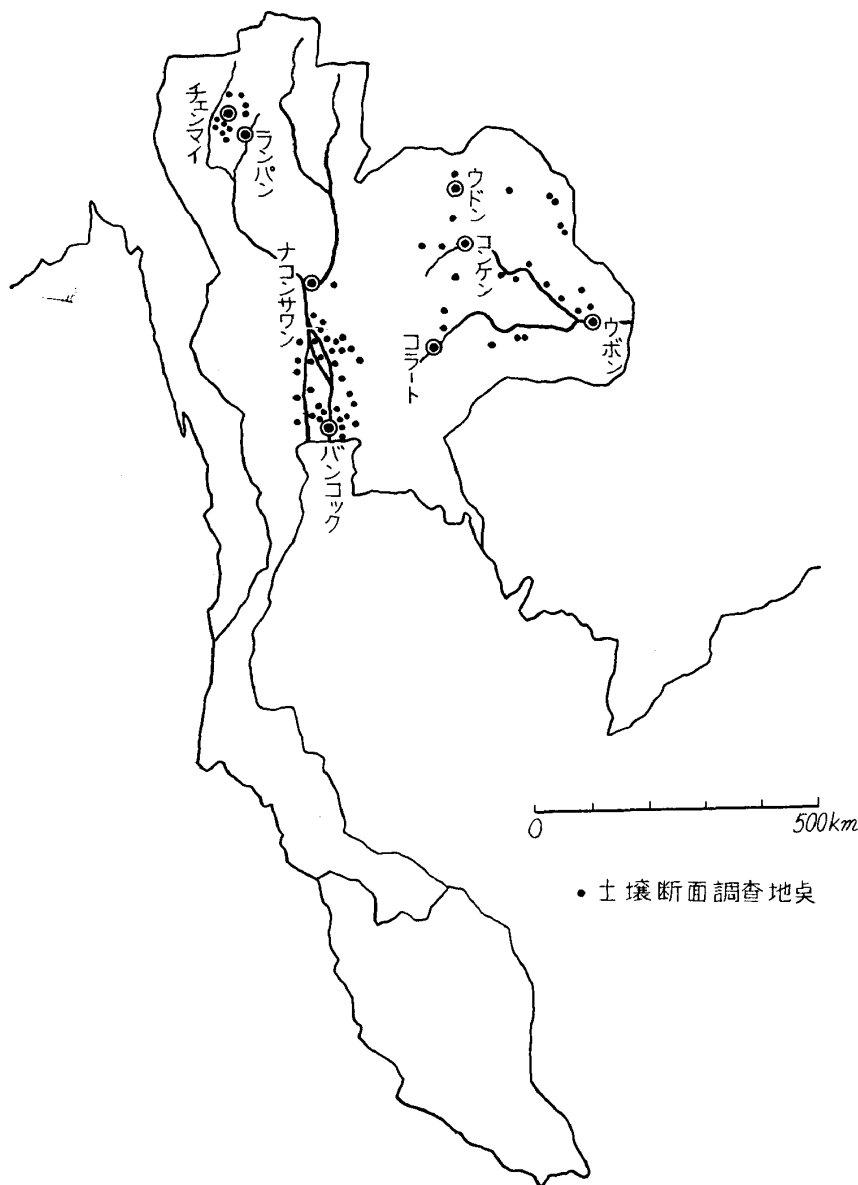 チェンマイ
ランパン
ウドン
コンケン
ナコンサワン
コラート
ウボン
バンコック
0 500km
• 土壌断面調査地点